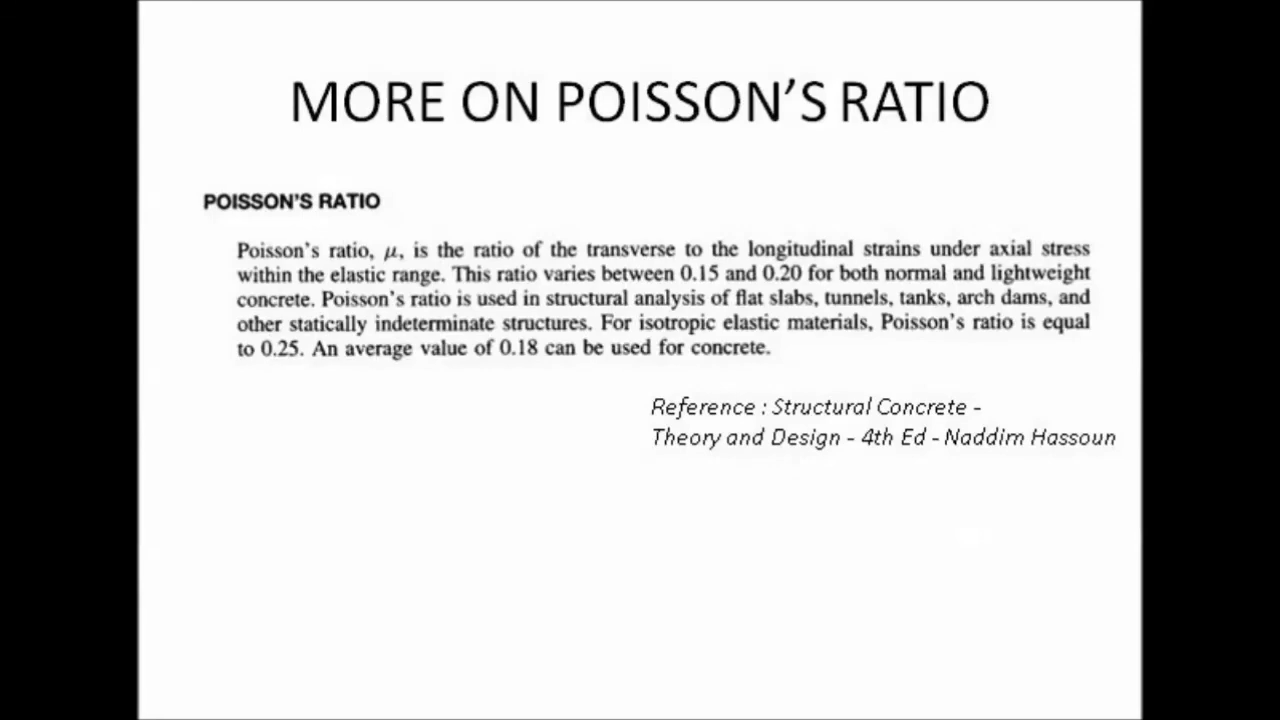 MORE ON POISSON’S RATIO
POISSON'S RATIO
Poisson's ratio, μ, is the ratio of the transverse to the longitudinal strains under axial stress
within the elastic range. This ratio varies between 0.15 and 0.20 for both normal and lightweight
concrete. Poisson's ratio is used in structural analysis of flat slabs, tunnels, tanks, arch dams, and
other statically indeterminate structures. For isotropic elastic materials, Poisson's ratio is equal
to 0.25. An average value of 0.18 can be used for concrete.
Reference : Structural Concrete -
Theory and Design - 4th Ed - Naddim Hassoun